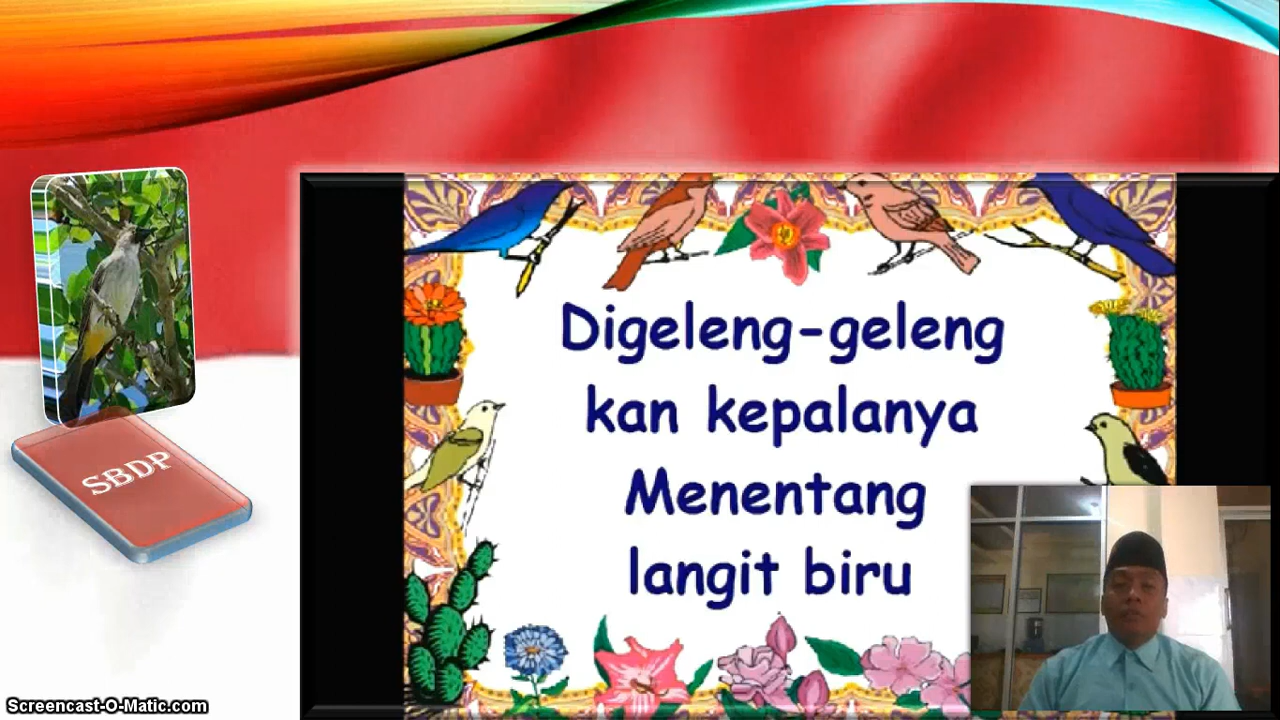 Digeleng-geleng
kan kepalanya
Menentang
langit biru
SBDP
Screencast-O-Matic.com